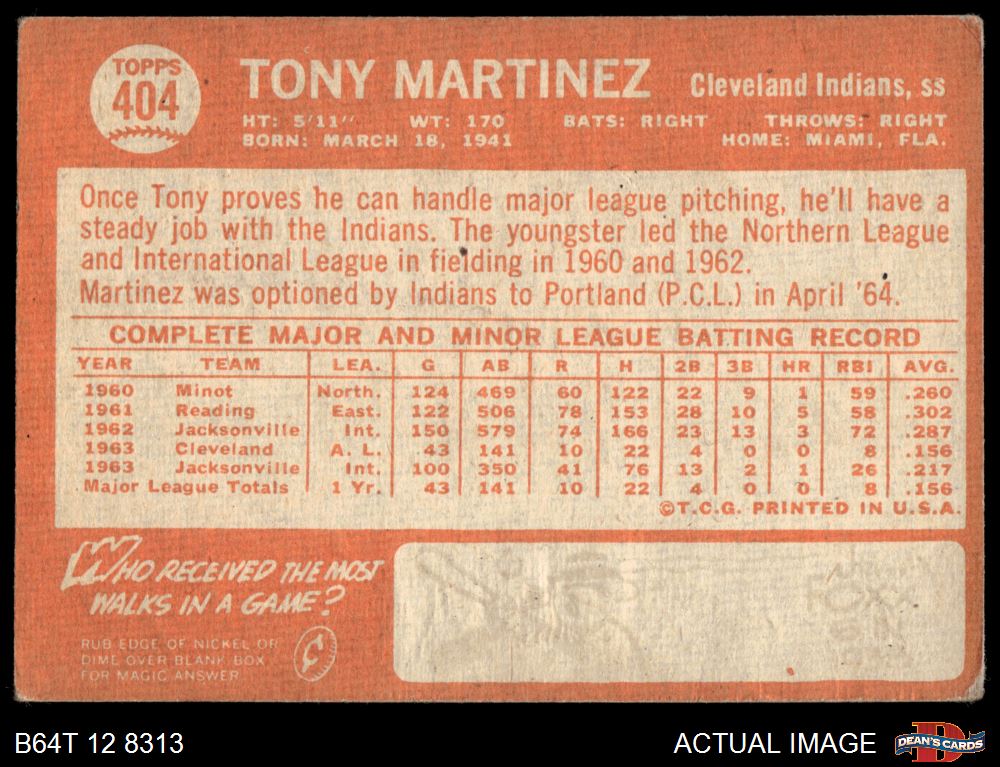 TOPPS
404
TONY MARTINEZ Cleveland Indians, ss
HT: 5'11" WT: 170 BATS: RIGHT THROWS: RIGHT
BORN: MARCH 18, 1941 HOME: MIAMI, FLA.
Once Tony proves he can handle major league pitching, he'll have a
steady job with the Indians. The youngster led the Northern League
and International League in fielding in 1960 and 1962.
Martinez was optioned by Indians to Portland (P.C.L.) in April '64.
COMPLETE MAJOR AND MINOR LEAGUE BATTING RECORD
YEAR TEAM LEA. G AB R H 2B 3B HR RBI AVG.
1960 Minot North. 124 469 60 122 22 9 1 59 .260
1961 Reading East. 122 506 78 153 28 10 5 58 .302
1962 Jacksonville Int. 150 579 74 166 23 13 3 72 .287
1963 Cleveland A. L. 43 141 10 22 4 0 0 8 .156
1963 Jacksonville Int. 100 350 41 76 13 2 1 26 .217
Major League Totals 1 Yr. 43 141 10 22 4 0 0 8 .156
©T.C.G. PRINTED IN U.S.A.
WHO RECEIVED THE MOST
WALKS IN A GAME?
RUB EDGE OF NICKEL OR
DIME OVER BLANK BOX
FOR MAGIC ANSWER
B64T 12 8313 ACTUAL IMAGE DEAN'S CARDS